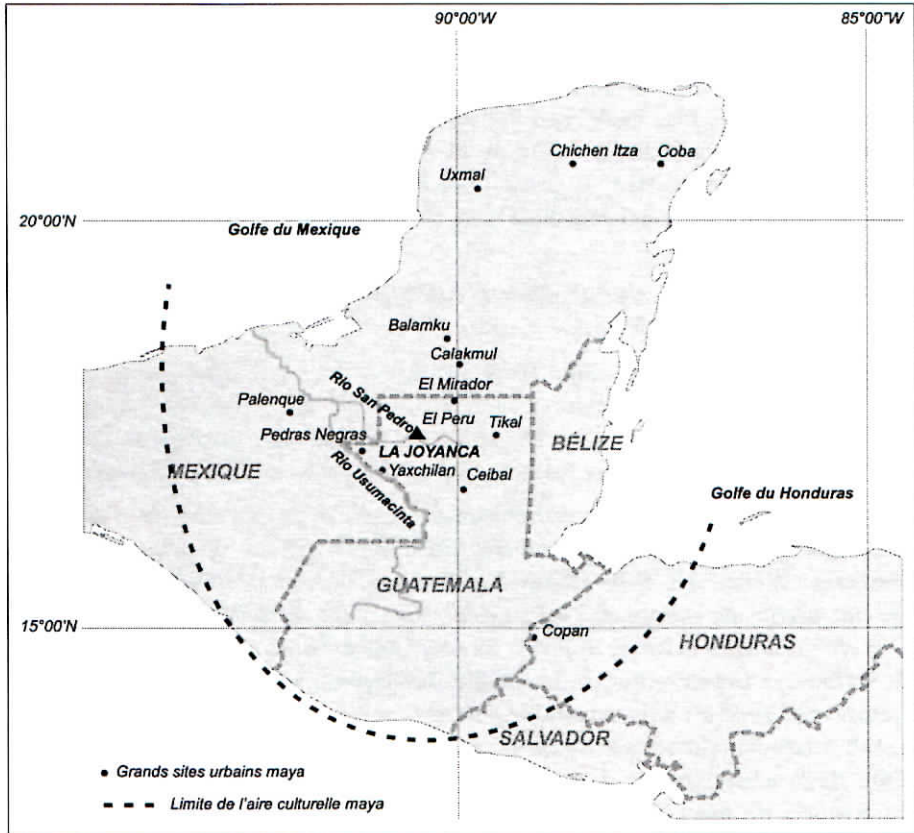 90°00'W
85°00'W
Chichen Itza
Coba
Uxmal
20°00'N
Golfe du Mexique
Balamku
Calakmul
El Mirador
Rio San Pedro
Palenque
El Peru
Tikal
Pedras Negras
LA JOYANCA
BÉLIZE
MEXIQUE
Yaxchilan
Ceibal
Rio Usumacinta
Golfe du Honduras
GUATEMALA
15°00'N
Copan
HONDURAS
SALVADOR
Grands sites urbains maya
Limite de l'aire culturelle maya